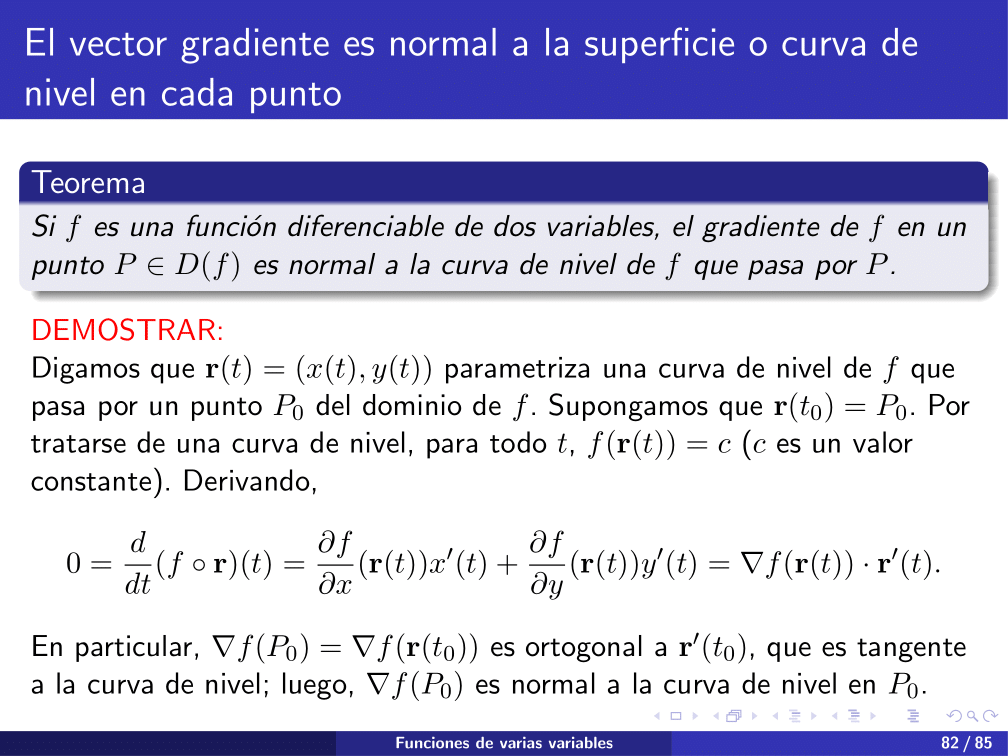 El vector gradiente es normal a la superficie o curva de
nivel en cada punto
Teorema
Si f es una función diferenciable de dos variables, el gradiente de f en un
punto P ∈ D(f) es normal a la curva de nivel de f que pasa por P.
DEMOSTRAR:
Digamos que r(t) = (x(t), y(t)) parametriza una curva de nivel de f que
pasa por un punto P₀ del dominio de f. Supongamos que r(t₀) = P₀. Por
tratarse de una curva de nivel, para todo t, f(r(t)) = c (c es un valor
constante). Derivando,
0 = d/dt (f ∘ r)(t) = ∂f/∂x (r(t))x′(t) + ∂f/∂y (r(t))y′(t) = ∇f(r(t)) · r′(t).
En particular, ∇f(P₀) = ∇f(r(t₀)) es ortogonal a r′(t₀), que es tangente
a la curva de nivel; luego, ∇f(P₀) es normal a la curva de nivel en P₀.
Funciones de varias variables 82 / 85